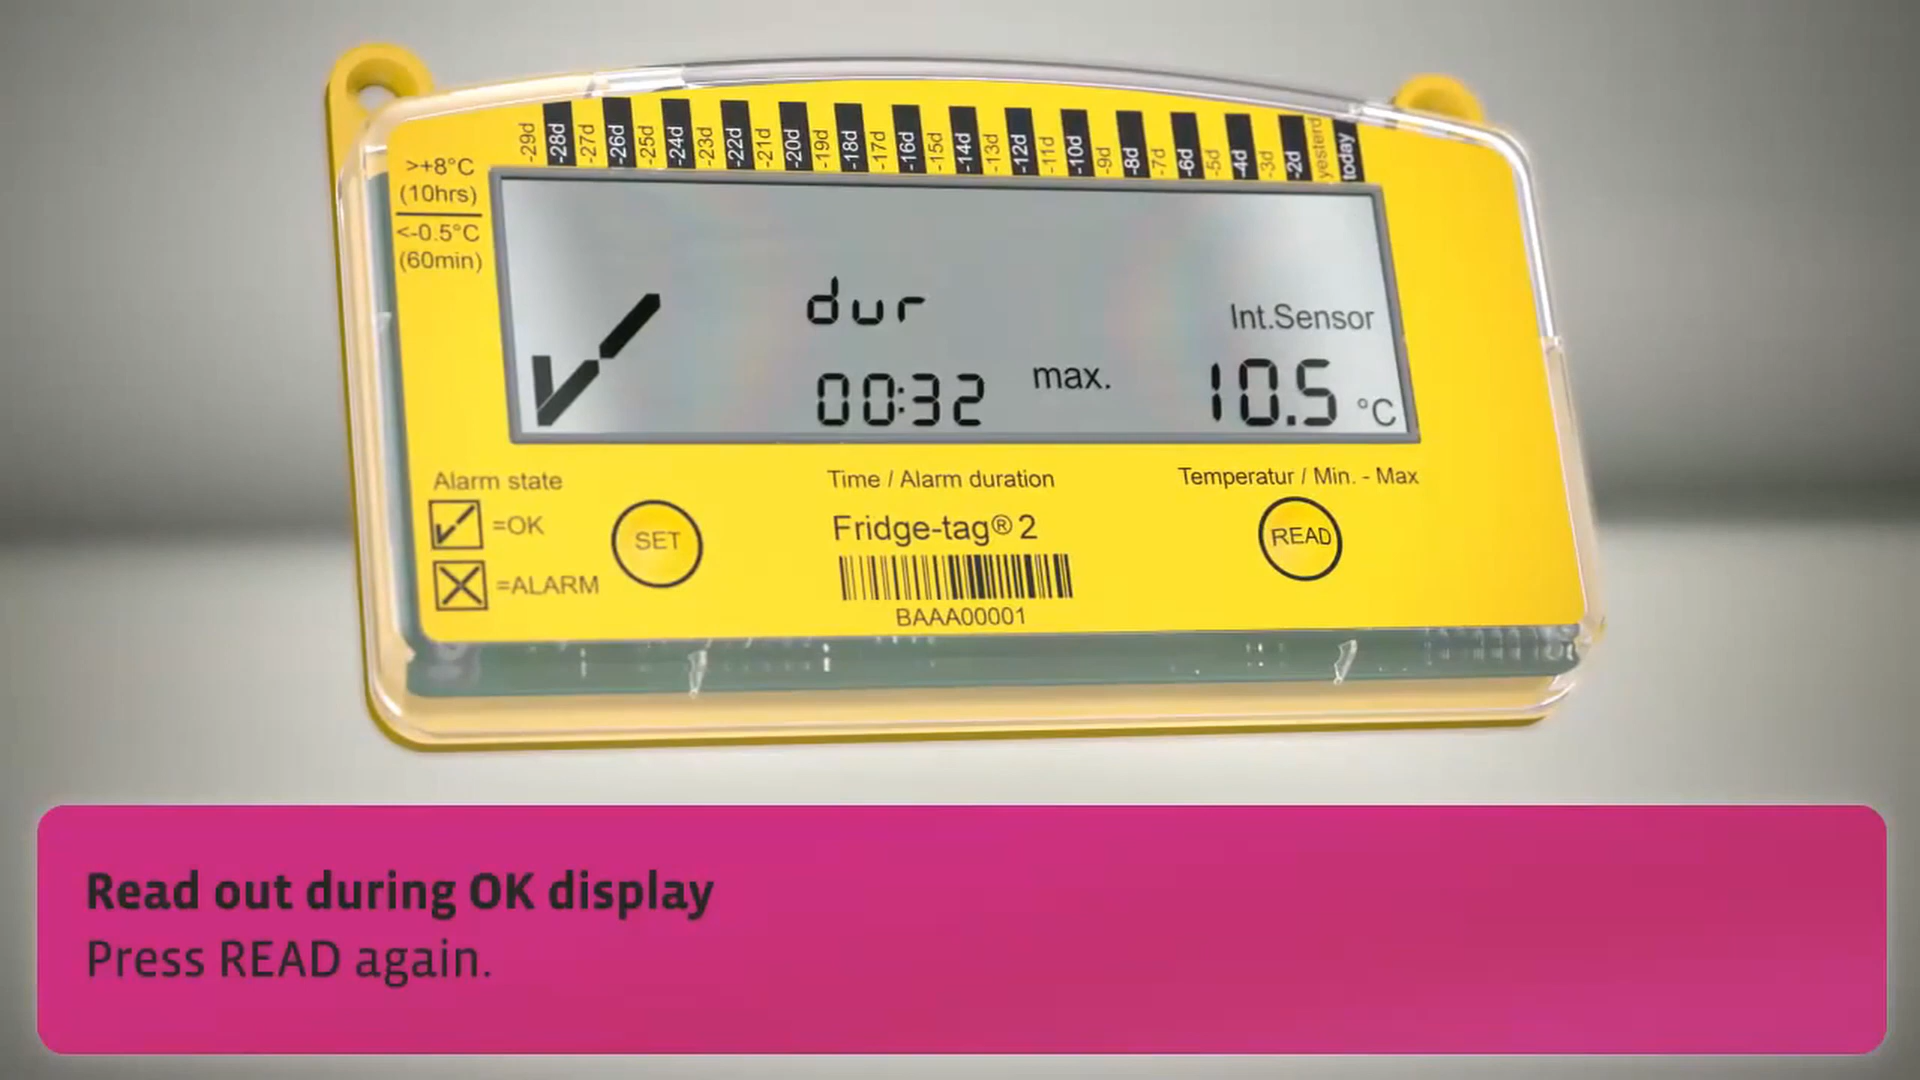 -29d -28d -27d -26d -25d -24d -23d -22d -21d -20d -19d -18d -17d -16d -15d -14d -13d -12d -11d -10d -9d -8d -7d -6d -5d -4d -3d -2d yesterd today
>+8°C
(10hrs)
<-0.5°C
(60min)
dur
Int.Sensor
00:32 max. 10.5 °C
Alarm state
Time / Alarm duration
Temperatur / Min. - Max
=OK
SET
Fridge-tag® 2
READ
=ALARM
BAAA00001
Read out during OK display
Press READ again.